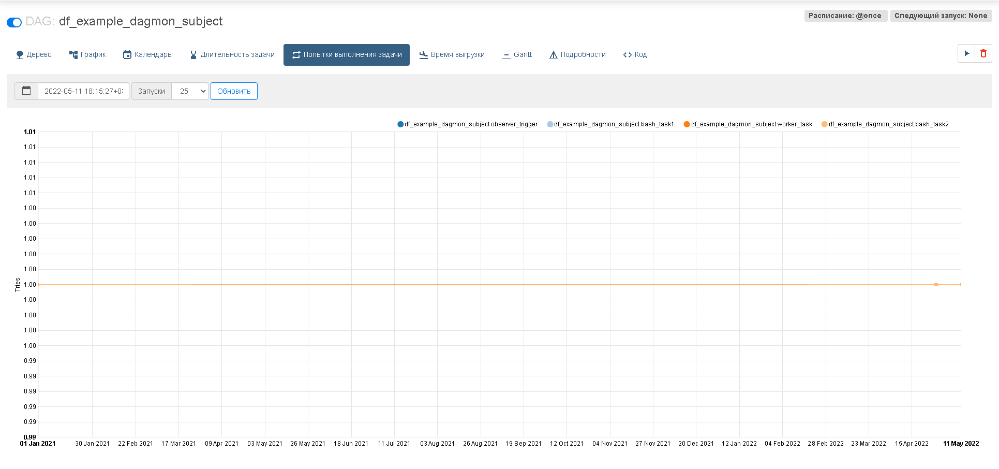 DAG: df_example_dagmon_subject
Расписание: @once
Следующий запуск: None
Дерево
График
Календарь
Длительность задачи
Попытки выполнения задачи
Время выгрузки
Gantt
Подробности
Код
2022-05-11 18:15:27+0
Запуски
25
Обновить
df_example_dagmon_subject.observer_trigger
df_example_dagmon_subject.bash_task1
df_example_dagmon_subject.worker_task
df_example_dagmon_subject.bash_task2
1.01
1.01
1.01
1.01
1.01
1.00
1.00
1.00
1.00
1.00
1.00
1.00
1.00
1.00
1.00
0.99
0.99
0.99
0.99
0.99
0.99
Tries
01 Jan 2021
30 Jan 2021
22 Feb 2021
17 Mar 2021
09 Apr 2021
03 May 2021
26 May 2021
18 Jun 2021
11 Jul 2021
03 Aug 2021
26 Aug 2021
19 Sep 2021
12 Oct 2021
04 Nov 2021
27 Nov 2021
20 Dec 2021
12 Jan 2022
04 Feb 2022
28 Feb 2022
23 Mar 2022
15 Apr 2022
11 May 2022